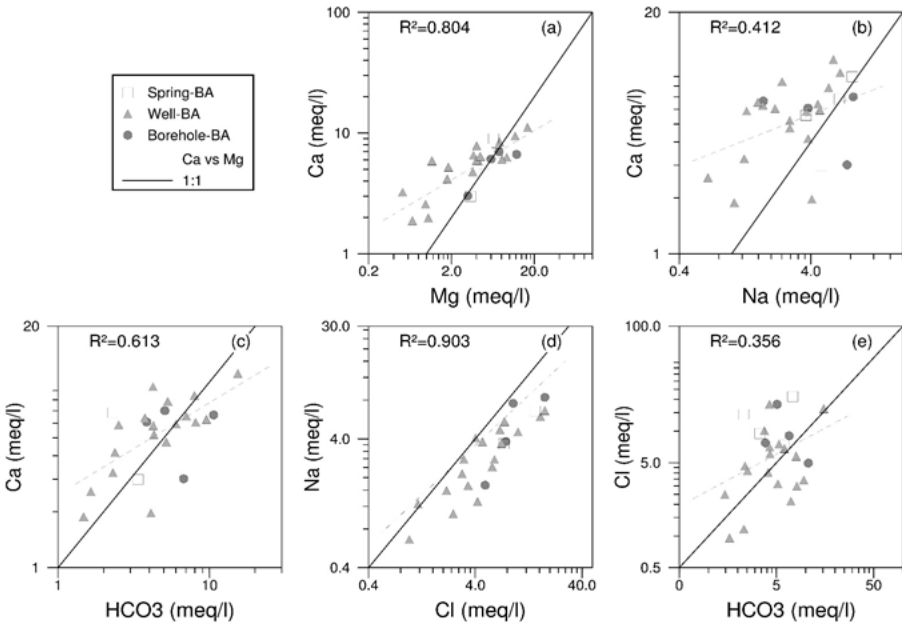 Spring-BA
Well-BA
Borehole-BA
Ca vs Mg
1:1
R²=0.804
(a)
100
10
1
Ca (meq/l)
0.2
2.0
20.0
Mg (meq/l)
R²=0.412
(b)
20
1
Ca (meq/l)
0.4
4.0
Na (meq/l)
R²=0.613
(c)
20
1
Ca (meq/l)
1
10
HCO3 (meq/l)
R²=0.903
(d)
30.0
4.0
0.4
Na (meq/l)
0.4
4.0
40.0
Cl (meq/l)
R²=0.356
(e)
100.0
5.0
0.5
Cl (meq/l)
0
5
50
HCO3 (meq/l)